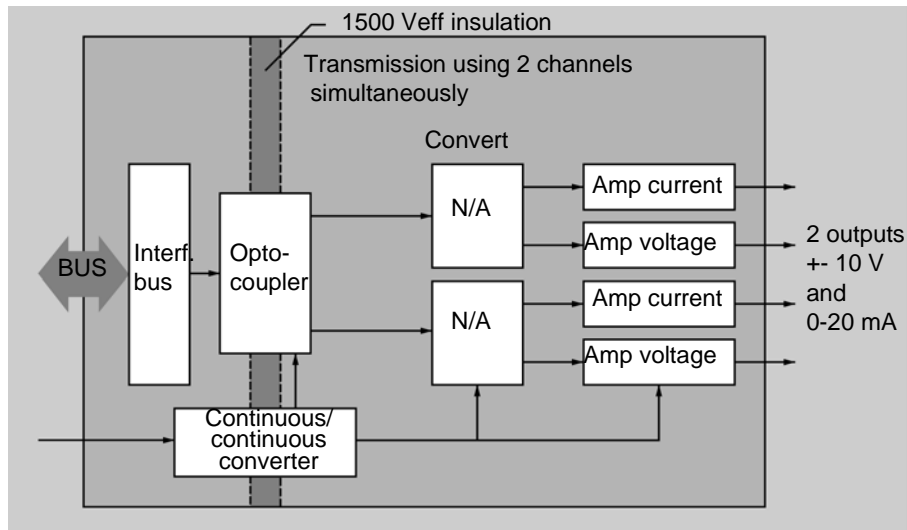 1500 Veff insulation
Transmission using 2 channels
simultaneously
Convert
N/A
Amp current
Amp voltage
BUS
Interf.
bus
Opto-
coupler
N/A
Amp current
Amp voltage
2 outputs
+- 10 V
and
0-20 mA
Continuous/
continuous
converter